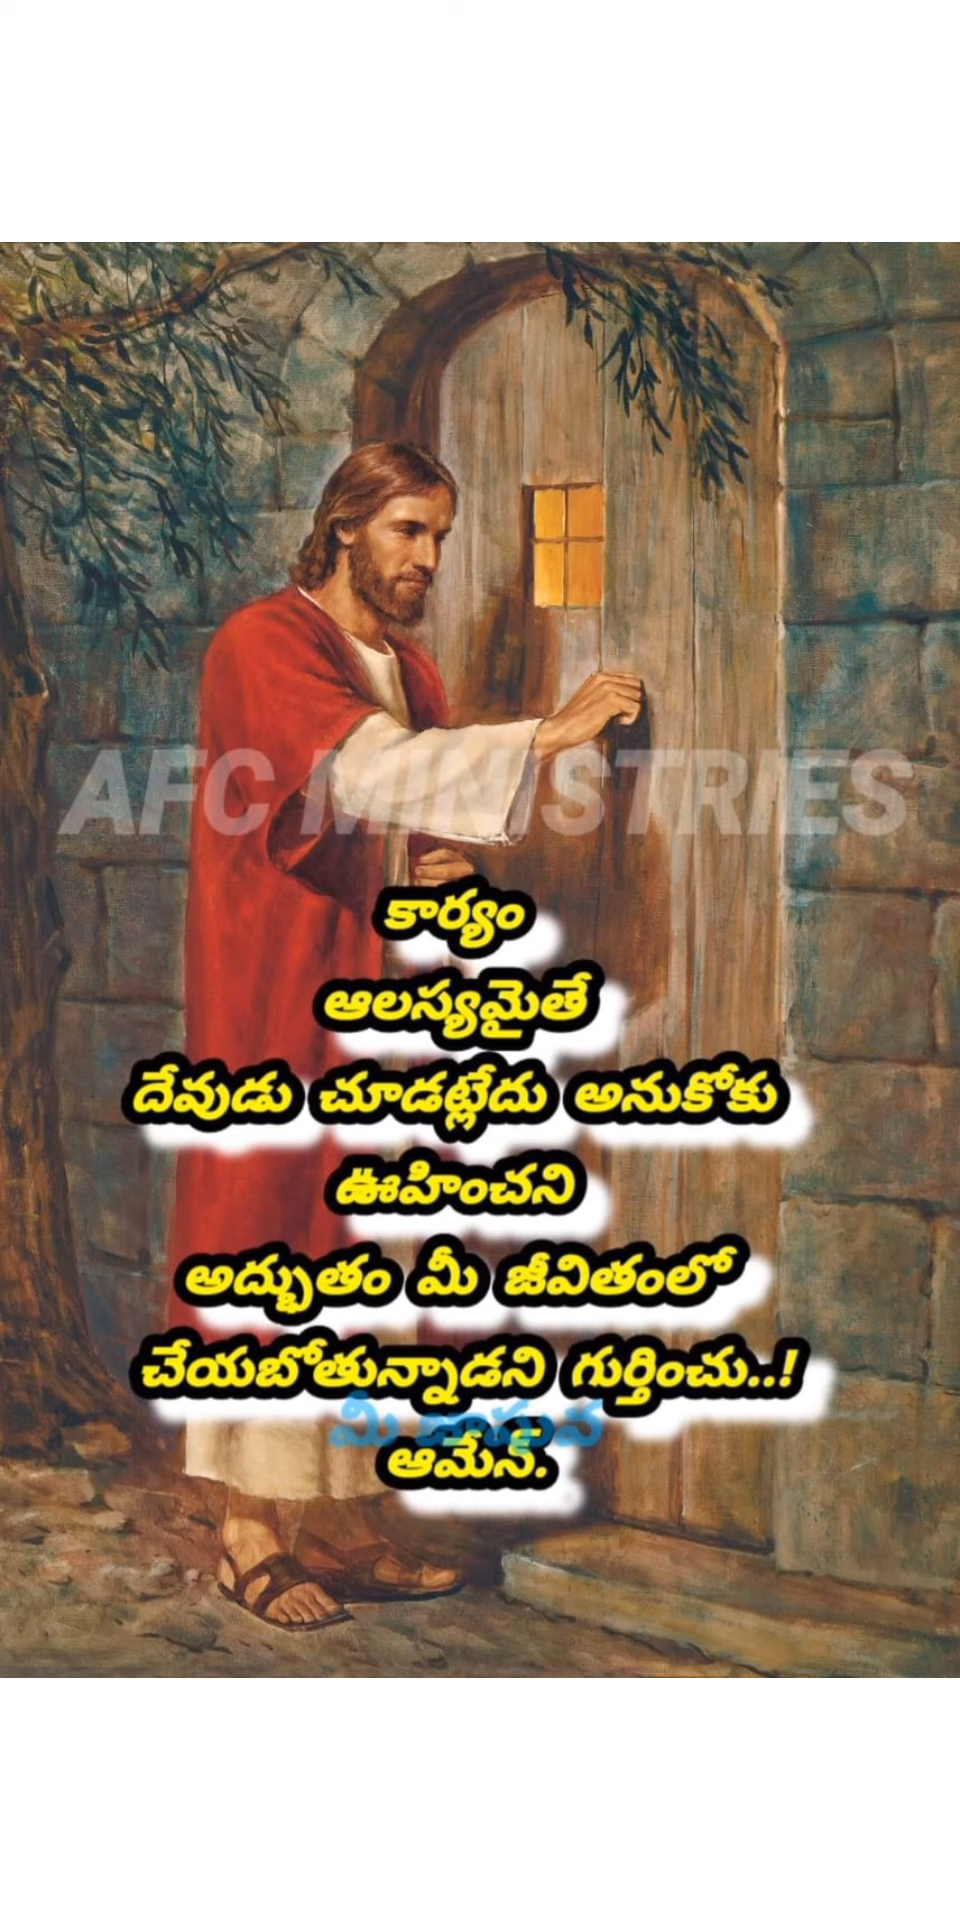 AFC MINISTRIES
కార్యం
ఆలస్యమైతే
దేవుడు చూడట్లేదు అనుకోకు
ఊహించని
అద్భుతం మీ జీవితంలో
చేయబోతున్నాడని గుర్తించు..!
మీ
ఆమేన్.